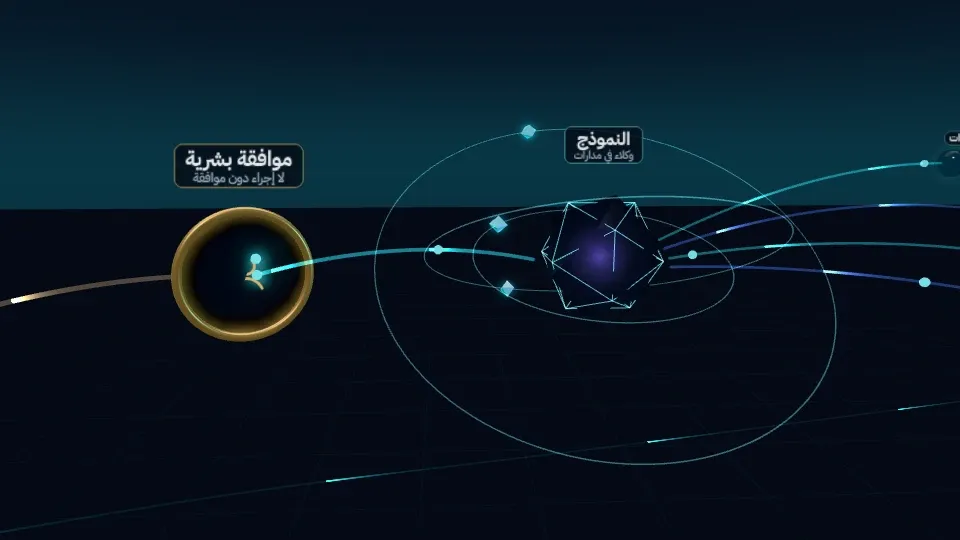 موافقة بشرية
لا إجراء دون موافقة
النموذج
وكلاء في مدارات